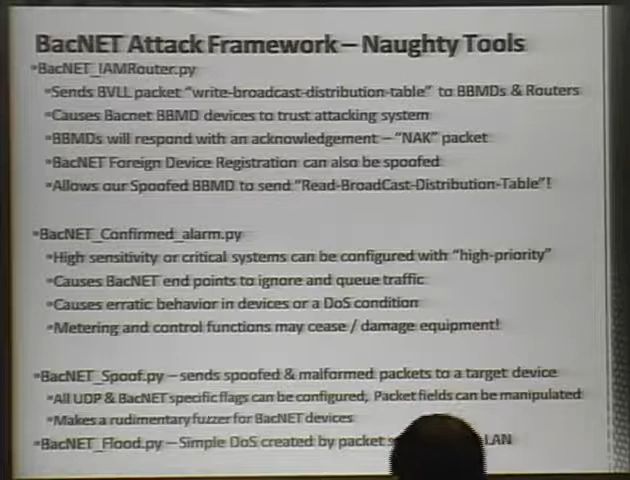 BacNET Attack Framework – Naughty Tools
BacNET_IAMRouter.py
Sends BVLL packet "write-broadcast-distribution-table" to BBMDs & Routers
Causes Bacnet BBMD devices to trust attacking system
BBMDs will respond with an acknowledgement – "NAK" packet
BacNET Foreign Device Registration can also be spoofed
Allows our Spoofed BBMD to send "Read-BroadCast-Distribution-Table"!
BacNET_Confirmed_alarm.py
High sensitivity or critical systems can be configured with "high-priority"
Causes BacNET end points to ignore and queue traffic
Causes erratic behavior in devices or a DoS condition
Metering and control functions may cease / damage equipment!
BacNET_Spoof.py – sends spoofed & malformed packets to a target device
All UDP & BacNET specific flags can be configured, Packet fields can be manipulated
Makes a rudimentary fuzzer for BacNET devices
BacNET_Flood.py – Simple DoS created by packet LAN